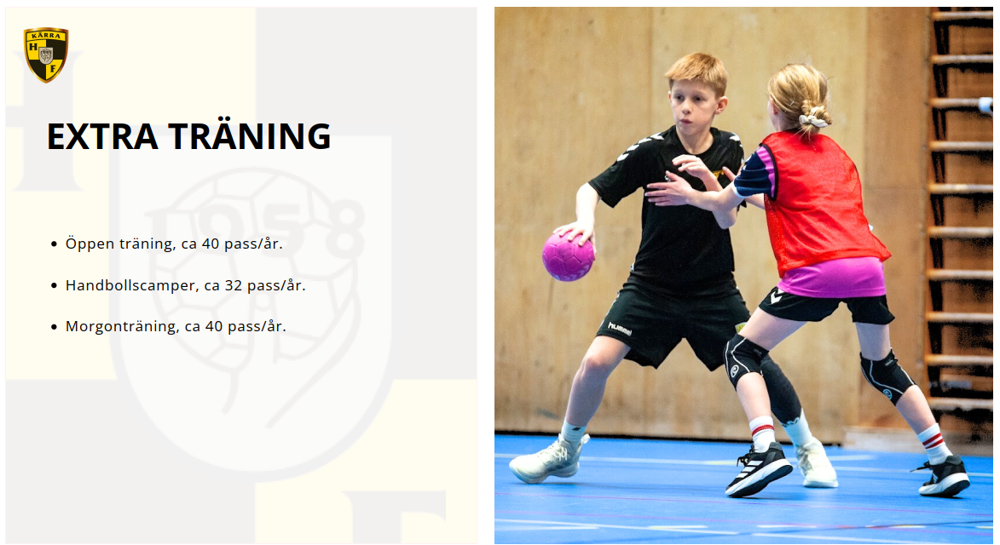 KÄRRA
H
F
EXTRA TRÄNING
1958
• Öppen träning, ca 40 pass/år.
• Handbollscamper, ca 32 pass/år.
• Morgonträning, ca 40 pass/år.
hummel